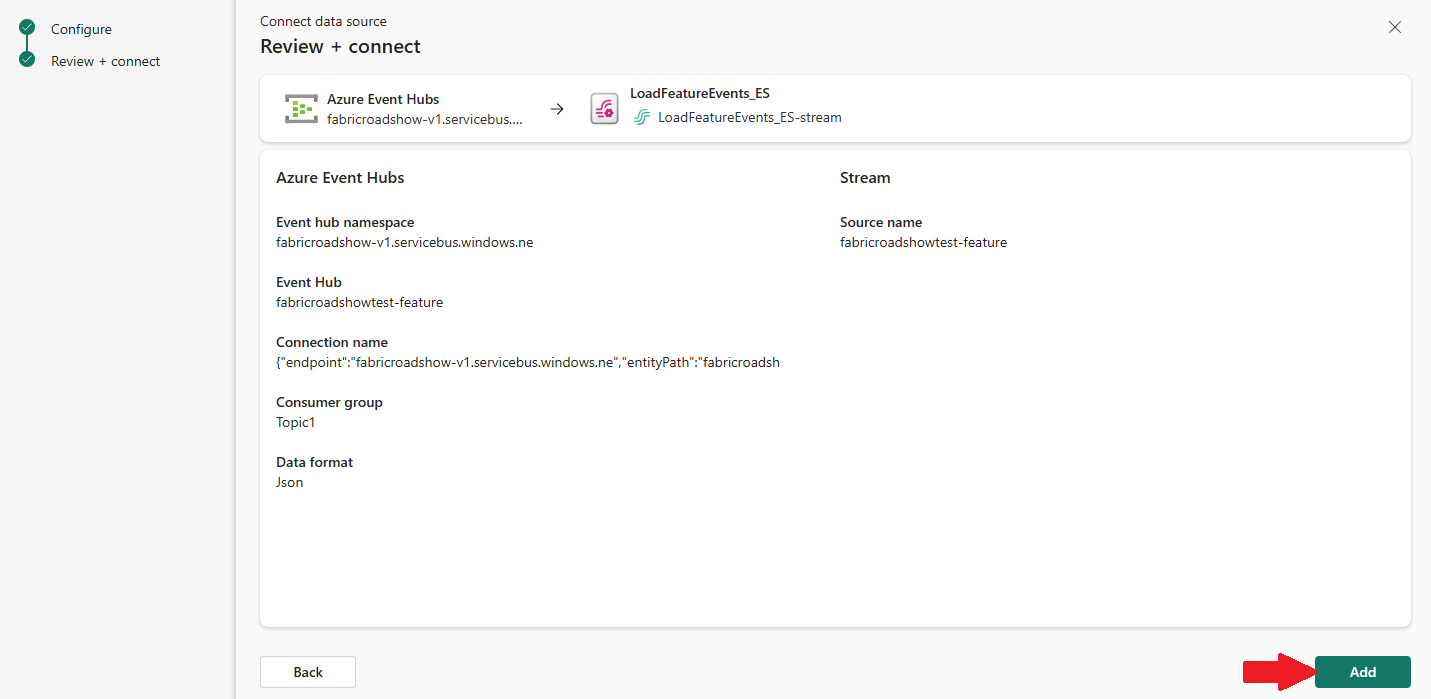 Configure
Review + connect
Connect data source
Review + connect
Azure Event Hubs
fabricroadshow-v1.servicebus....
LoadFeatureEvents_ES
LoadFeatureEvents_ES-stream
Azure Event Hubs
Event hub namespace
fabricroadshow-v1.servicebus.windows.ne
Event Hub
fabricroadshowtest-feature
Connection name
{"endpoint":"fabricroadshow-v1.servicebus.windows.ne","entityPath":"fabricroadsh
Consumer group
Topic1
Data format
Json
Stream
Source name
fabricroadshowtest-feature
Back
Add